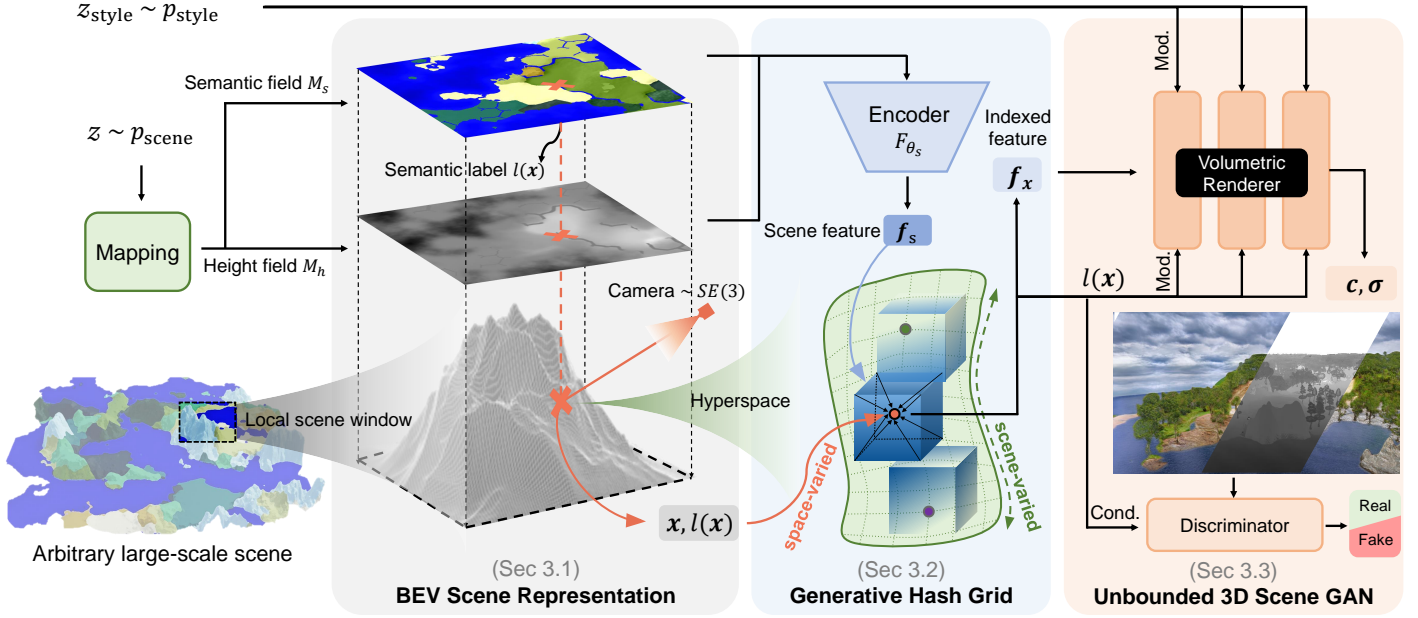 z_style ~ p_style
Semantic field M_s
z ~ p_scene
Mapping
Height field M_h
Semantic label l(x)
Camera ~ SE(3)
Local scene window
Arbitrary large-scale scene
x, l(x)
(Sec 3.1)
BEV Scene Representation
Encoder
F_θ_s
Scene feature
f_s
Indexed
feature
f_x
Hyperspace
space-varied
scene-varied
(Sec 3.2)
Generative Hash Grid
Mod.
Volumetric
Renderer
Mod.
l(x)
c, σ
Cond.
Discriminator
Real
Fake
(Sec 3.3)
Unbounded 3D Scene GAN